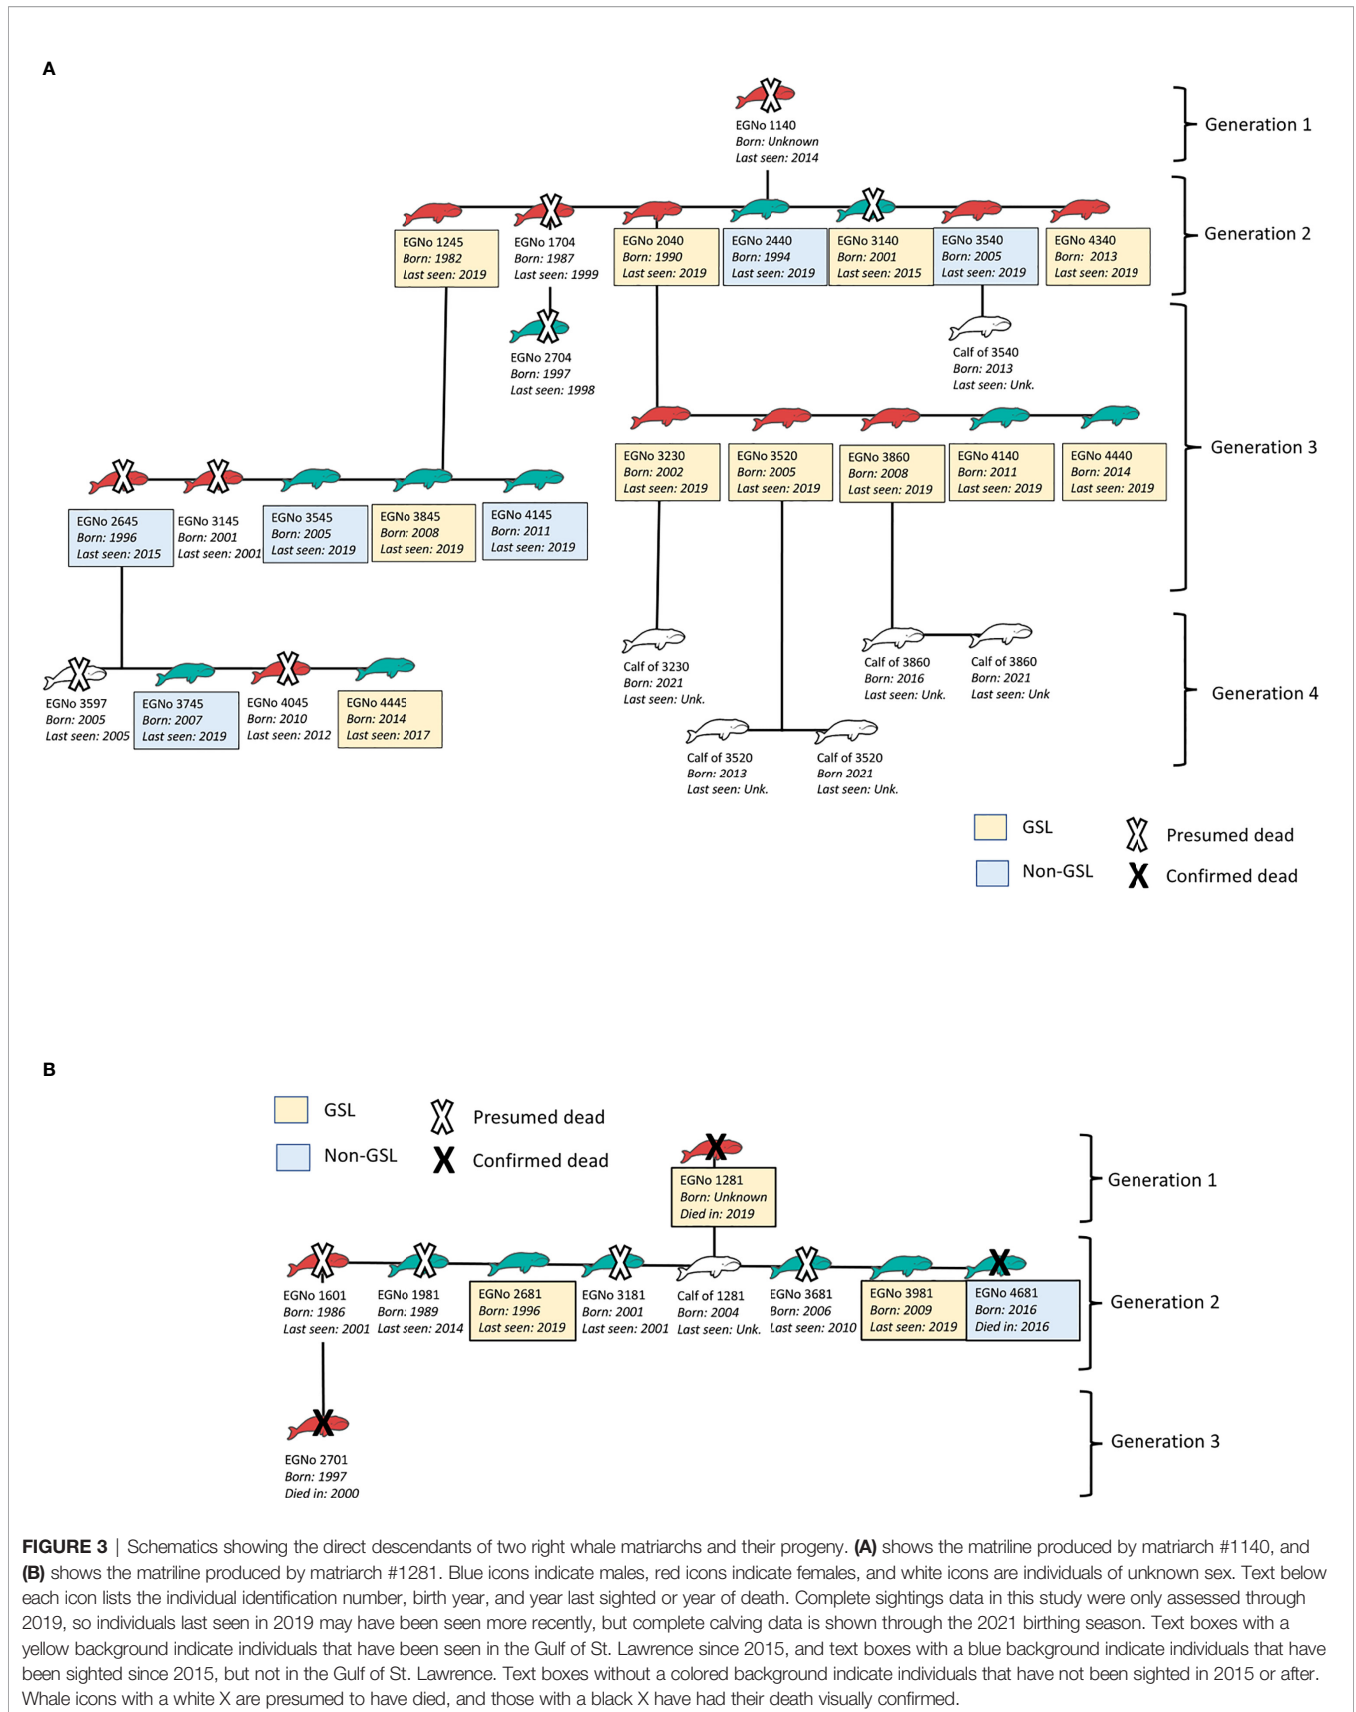 A
EGNo 1140
Born: Unknown
Last seen: 2014
Generation 1
EGNo 1245
Born: 1982
Last seen: 2019
EGNo 1704
Born: 1987
Last seen: 1999
EGNo 2040
Born: 1990
Last seen: 2019
EGNo 2440
Born: 1994
Last seen: 2019
EGNo 3140
Born: 2001
Last seen: 2015
EGNo 3540
Born: 2005
Last seen: 2019
EGNo 4340
Born: 2013
Last seen: 2019
Generation 2
EGNo 2704
Born: 1997
Last seen: 1998
Calf of 3540
Born: 2013
Last seen: Unk.
EGNo 3230
Born: 2002
Last seen: 2019
EGNo 3520
Born: 2005
Last seen: 2019
EGNo 3860
Born: 2008
Last seen: 2019
EGNo 4140
Born: 2011
Last seen: 2019
EGNo 4440
Born: 2014
Last seen: 2019
Generation 3
EGNo 2645
Born: 1996
Last seen: 2015
EGNo 3145
Born: 2001
Last seen: 2001
EGNo 3545
Born: 2005
Last seen: 2019
EGNo 3845
Born: 2008
Last seen: 2019
EGNo 4145
Born: 2011
Last seen: 2019
EGNo 3597
Born: 2005
Last seen: 2005
EGNo 3745
Born: 2007
Last seen: 2019
EGNo 4045
Born: 2010
Last seen: 2012
EGNo 4445
Born: 2014
Last seen: 2017
Calf of 3230
Born: 2021
Last seen: Unk.
Calf of 3860
Born: 2016
Last seen: Unk.
Calf of 3860
Born: 2021
Last seen: Unk
Generation 4
Calf of 3520
Born: 2013
Last seen: Unk.
Calf of 3520
Born 2021
Last seen: Unk.
GSL
Presumed dead
Non-GSL
Confirmed dead
B
GSL
Presumed dead
Non-GSL
Confirmed dead
EGNo 1281
Born: Unknown
Died in: 2019
Generation 1
EGNo 1601
Born: 1986
Last seen: 2001
EGNo 1981
Born: 1989
Last seen: 2014
EGNo 2681
Born: 1996
Last seen: 2019
EGNo 3181
Born: 2001
Last seen: 2001
Calf of 1281
Born: 2004
Last seen: Unk.
EGNo 3681
Born: 2006
Last seen: 2010
EGNo 3981
Born: 2009
Last seen: 2019
EGNo 4681
Born: 2016
Died in: 2016
Generation 2
EGNo 2701
Born: 1997
Died in: 2000
Generation 3
FIGURE 3 | Schematics showing the direct descendants of two right whale matriarchs and their progeny. (A) shows the matriline produced by matriarch #1140, and
(B) shows the matriline produced by matriarch #1281. Blue icons indicate males, red icons indicate females, and white icons are individuals of unknown sex. Text below
each icon lists the individual identification number, birth year, and year last sighted or year of death. Complete sightings data in this study were only assessed through
2019, so individuals last seen in 2019 may have been seen more recently, but complete calving data is shown through the 2021 birthing season. Text boxes with a
yellow background indicate individuals that have been seen in the Gulf of St. Lawrence since 2015, and text boxes with a blue background indicate individuals that have
been sighted since 2015, but not in the Gulf of St. Lawrence. Text boxes without a colored background indicate individuals that have not been sighted in 2015 or after.
Whale icons with a white X are presumed to have died, and those with a black X have had their death visually confirmed.